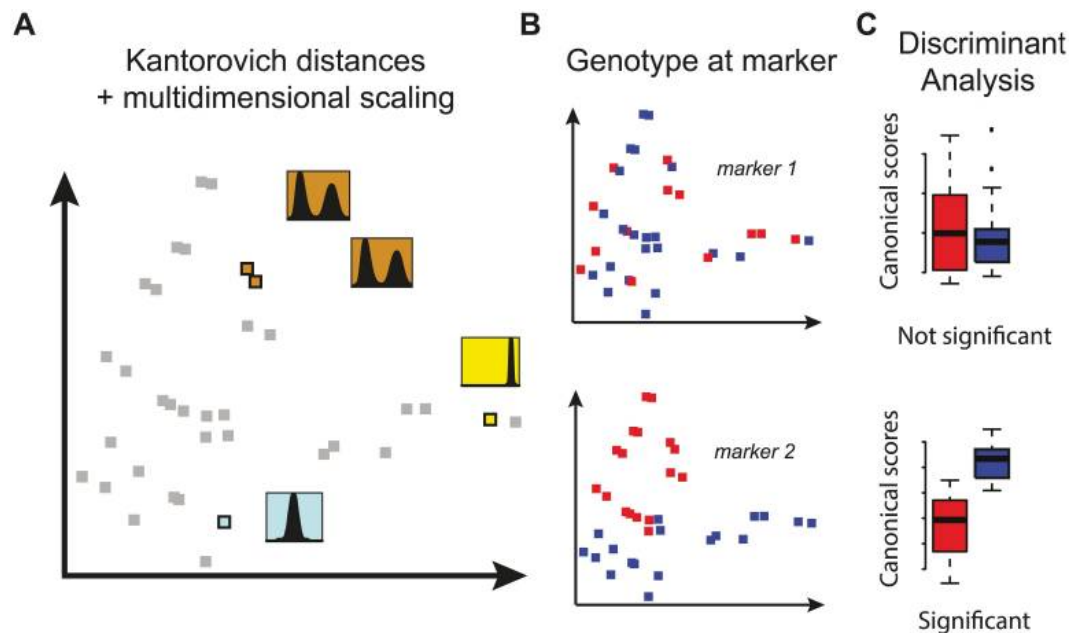 A
Kantorovich distances
+ multidimensional scaling
B
Genotype at marker
marker 1
marker 2
C
Discriminant
Analysis
Canonical scores
Not significant
Canonical scores
Significant